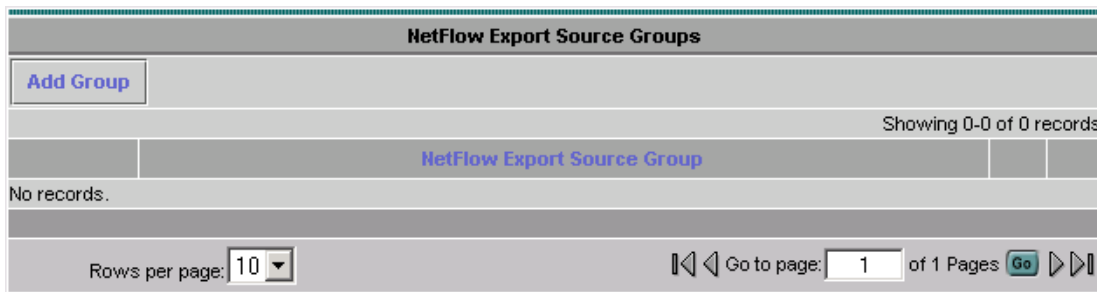 NetFlow Export Source Groups
Add Group
Showing 0-0 of 0 records
NetFlow Export Source Group
No records.
Rows per page: 10 Go to page: 1 of 1 Pages Go